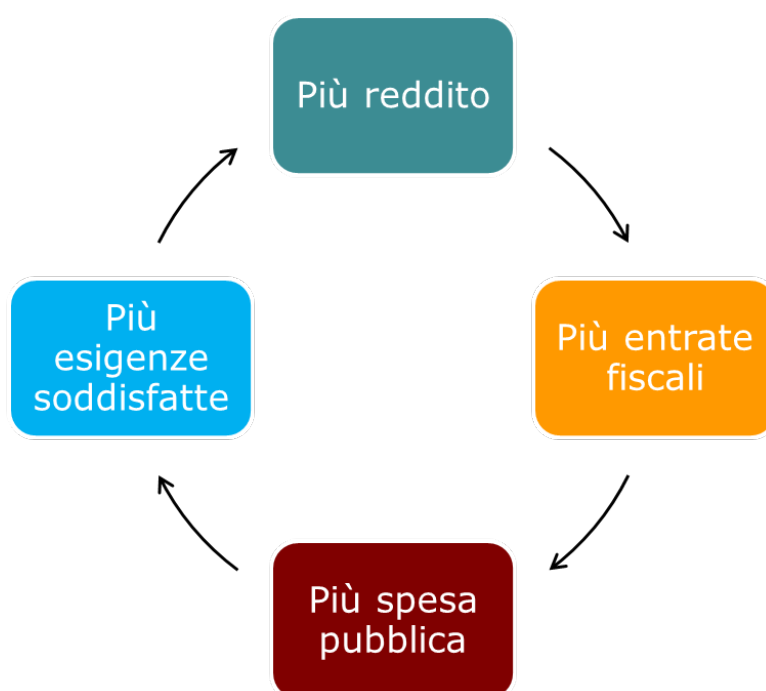 Più reddito
Più entrate
fiscali
Più spesa
pubblica
Più
esigenze
soddisfatte